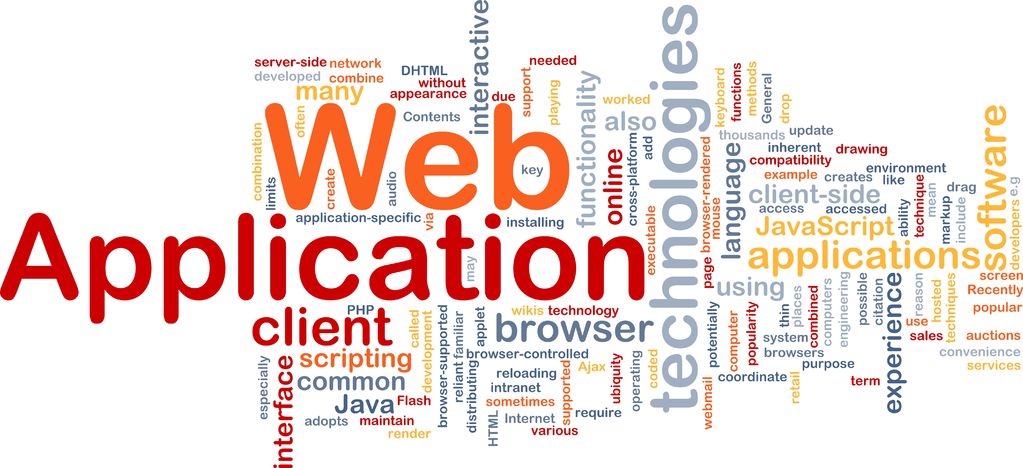 server-side
network
developed
combine
many
often
DHTML
without
appearance
Contents
interactive
due
support
needed
playing
functionality
worked
also
technologies
keyboard
functions
methods
General
drop
thousands
update
inherent
drawing
compatibility
environment
example
creates
like
client-side
access
accessed
ability
technique
mean
markup
drag
include
software
e.g
developers
combination
limits
Web
create
audio
key
application-specific
via
installing
online
cross-platform
add
executable
browser-rendered
mouse
page
language
JavaScript
applications
Application
may
using
client
PHP
called
development
browser-supported
reliant
familiar
applet
distributing
wikis
technology
browser
scripting
browser-controlled
common
reloading
Ajax
intranet
sometimes
supported
ubiquity
operating
coded
Java
Flash
adopts
maintain
render
HTML
Internet
require
various
especially
interface
potentially
computer
popularity
thin
places
combined
computers
engineering
possible
citation
experience
reason
use
hosted
techniques
sales
screen
Recently
popular
auctions
convenience
services
system
browsers
purpose
coordinate
retail
term
webmail